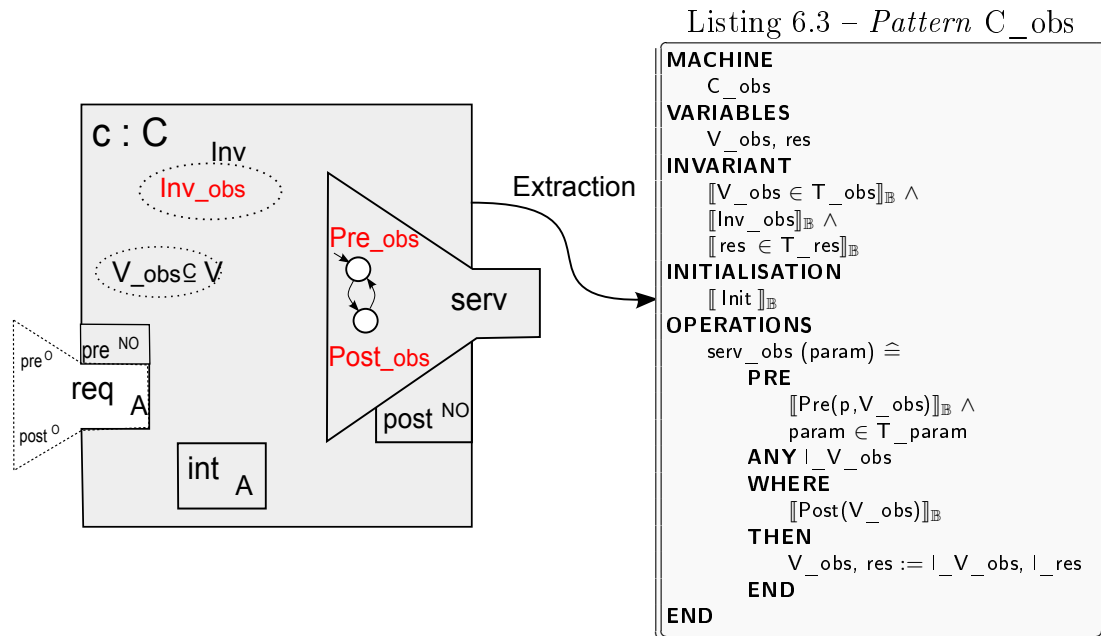 Listing 6.3 – Pattern C_obs
c : C
Inv
Inv_obs
V_obs⊆ V
pre NO
pre O
req
A
post O
int
A
Pre_obs
Post_obs
serv
post NO
Extraction
MACHINE
C_obs
VARIABLES
V_obs, res
INVARIANT
⟦V_obs ∈ T_obs⟧𝔹 ∧
⟦Inv_obs⟧𝔹 ∧
⟦ res ∈ T_res⟧𝔹
INITIALISATION
⟦ Init ⟧𝔹
OPERATIONS
serv_obs (param) ≙
PRE
⟦Pre(p,V_obs)⟧𝔹 ∧
param ∈ T_param
ANY l_V_obs
WHERE
⟦Post(V_obs)⟧𝔹
THEN
V_obs, res := l_V_obs, l_res
END
END